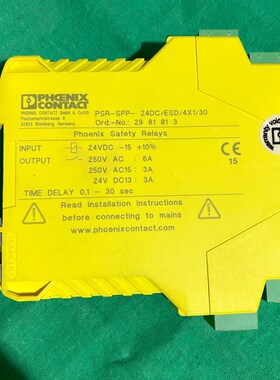 PHOENIX
CONTACT
PHOENIX CONTACT GmbH & Co.KG
Flachsmarktstrasse 8
32825 Blomberg, Germany
PSR-SPP- 24DC/ESD/4X1/30
Ord.-No.: 29 81 81 3
Phoenix Safety Relays
INPUT 24VDC -15 +10%
OUTPUT 250V AC : 6A
250V AC15 : 3A
24V DC13 : 3A
TIME DELAY 0,1 - 30 sec
CE
15
Read installation instructions
before connecting or using
www.phoenixcontact.com